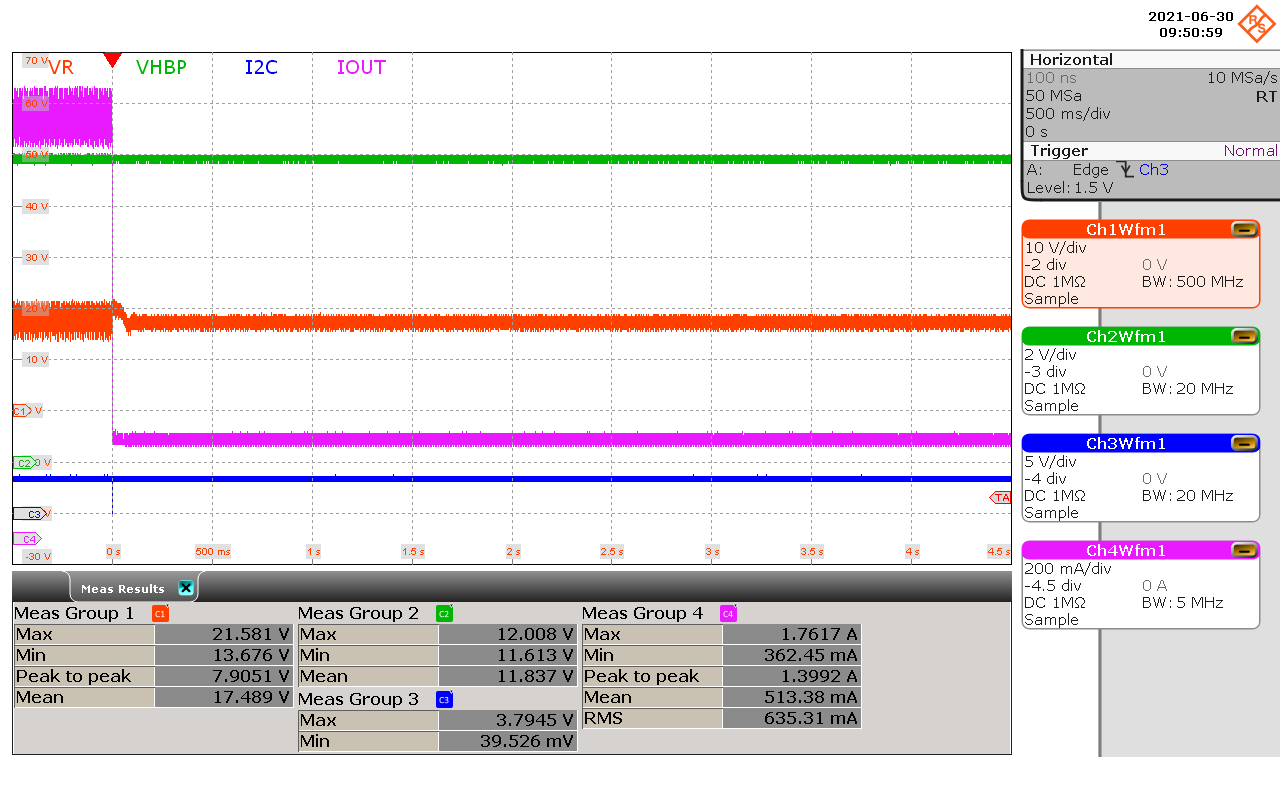 2021-06-30
09:50:59
R S
VR VHBP I2C IOUT
70 V
60 V
50 V
40 V
30 V
20 V
10 V
C1 0 V
C2 0 V
C3 V
C4
-30 V
TA
0 s 500 ms 1 s 1.5 s 2 s 2.5 s 3 s 3.5 s 4 s 4.5 s
Horizontal
100 ns 10 MSa/s
50 MSa RT
500 ms/div
0 s
Trigger Normal
A: Edge Ch3
Level: 1.5 V
Ch1Wfm1
10 V/div
-2 div 0 V
DC 1MΩ BW: 500 MHz
Sample
Ch2Wfm1
2 V/div
-3 div 0 V
DC 1MΩ BW: 20 MHz
Sample
Ch3Wfm1
5 V/div
-4 div 0 V
DC 1MΩ BW: 20 MHz
Sample
Ch4Wfm1
200 mA/div
-4.5 div 0 A
DC 1MΩ BW: 5 MHz
Sample
Meas Results
Meas Group 1 C1
Max 21.581 V
Min 13.676 V
Peak to peak 7.9051 V
Mean 17.489 V
Meas Group 2 C2
Max 12.008 V
Min 11.613 V
Mean 11.837 V
Meas Group 3 C3
Max 3.7945 V
Min 39.526 mV
Meas Group 4 C4
Max 1.7617 A
Min 362.45 mA
Peak to peak 1.3992 A
Mean 513.38 mA
RMS 635.31 mA